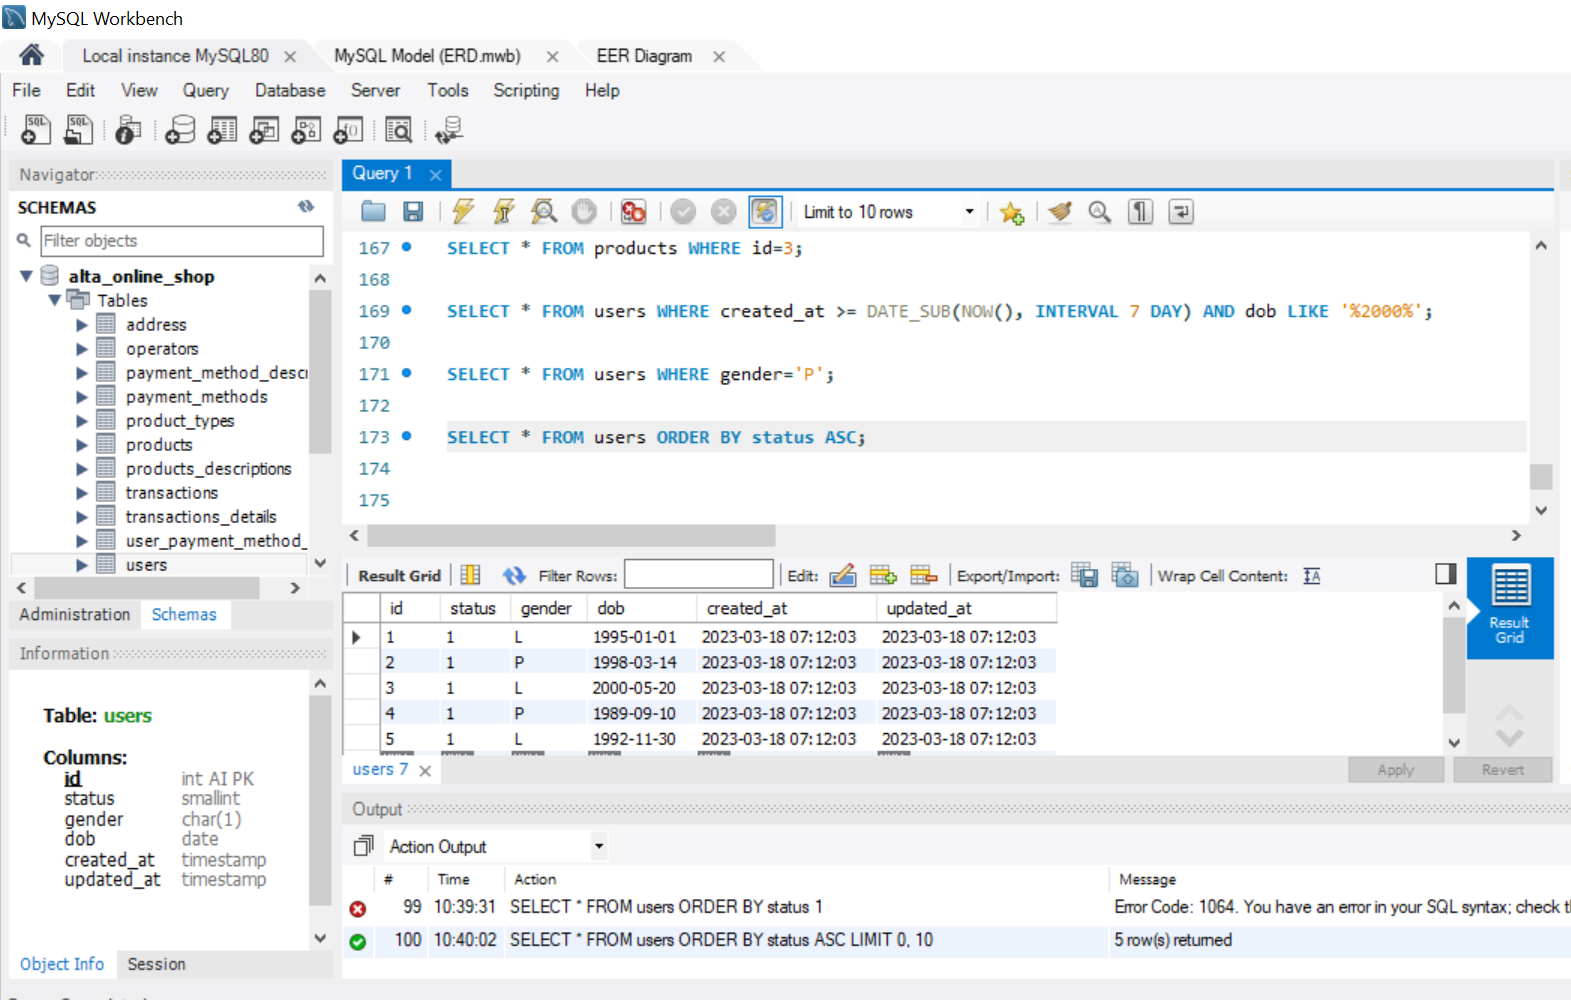 MySQL Workbench
Local instance MySQL80
MySQL Model (ERD.mwb)
EER Diagram
File Edit View Query Database Server Tools Scripting Help
Navigator
SCHEMAS
Filter objects
alta_online_shop
Tables
address
operators
payment_method_descr
payment_methods
product_types
products
products_descriptions
transactions
transactions_details
user_payment_method_
users
Administration Schemas
Information
Table: users
Columns:
id int AI PK
status smallint
gender char(1)
dob date
created_at timestamp
updated_at timestamp
Object Info Session
Query 1
Limit to 10 rows
167 SELECT * FROM products WHERE id=3;
168
169 SELECT * FROM users WHERE created_at >= DATE_SUB(NOW(), INTERVAL 7 DAY) AND dob LIKE '%2000%';
170
171 SELECT * FROM users WHERE gender='P';
172
173 SELECT * FROM users ORDER BY status ASC;
174
175
Result Grid Filter Rows: Edit: Export/Import: Wrap Cell Content: IA
id status gender dob created_at updated_at
1 1 L 1995-01-01 2023-03-18 07:12:03 2023-03-18 07:12:03
2 1 P 1998-03-14 2023-03-18 07:12:03 2023-03-18 07:12:03
3 1 L 2000-05-20 2023-03-18 07:12:03 2023-03-18 07:12:03
4 1 P 1989-09-10 2023-03-18 07:12:03 2023-03-18 07:12:03
5 1 L 1992-11-30 2023-03-18 07:12:03 2023-03-18 07:12:03
Result
Grid
users 7
Apply Revert
Output
Action Output
# Time Action Message
99 10:39:31 SELECT * FROM users ORDER BY status 1 Error Code: 1064. You have an error in your SQL syntax; check th
100 10:40:02 SELECT * FROM users ORDER BY status ASC LIMIT 0, 10 5 row(s) returned